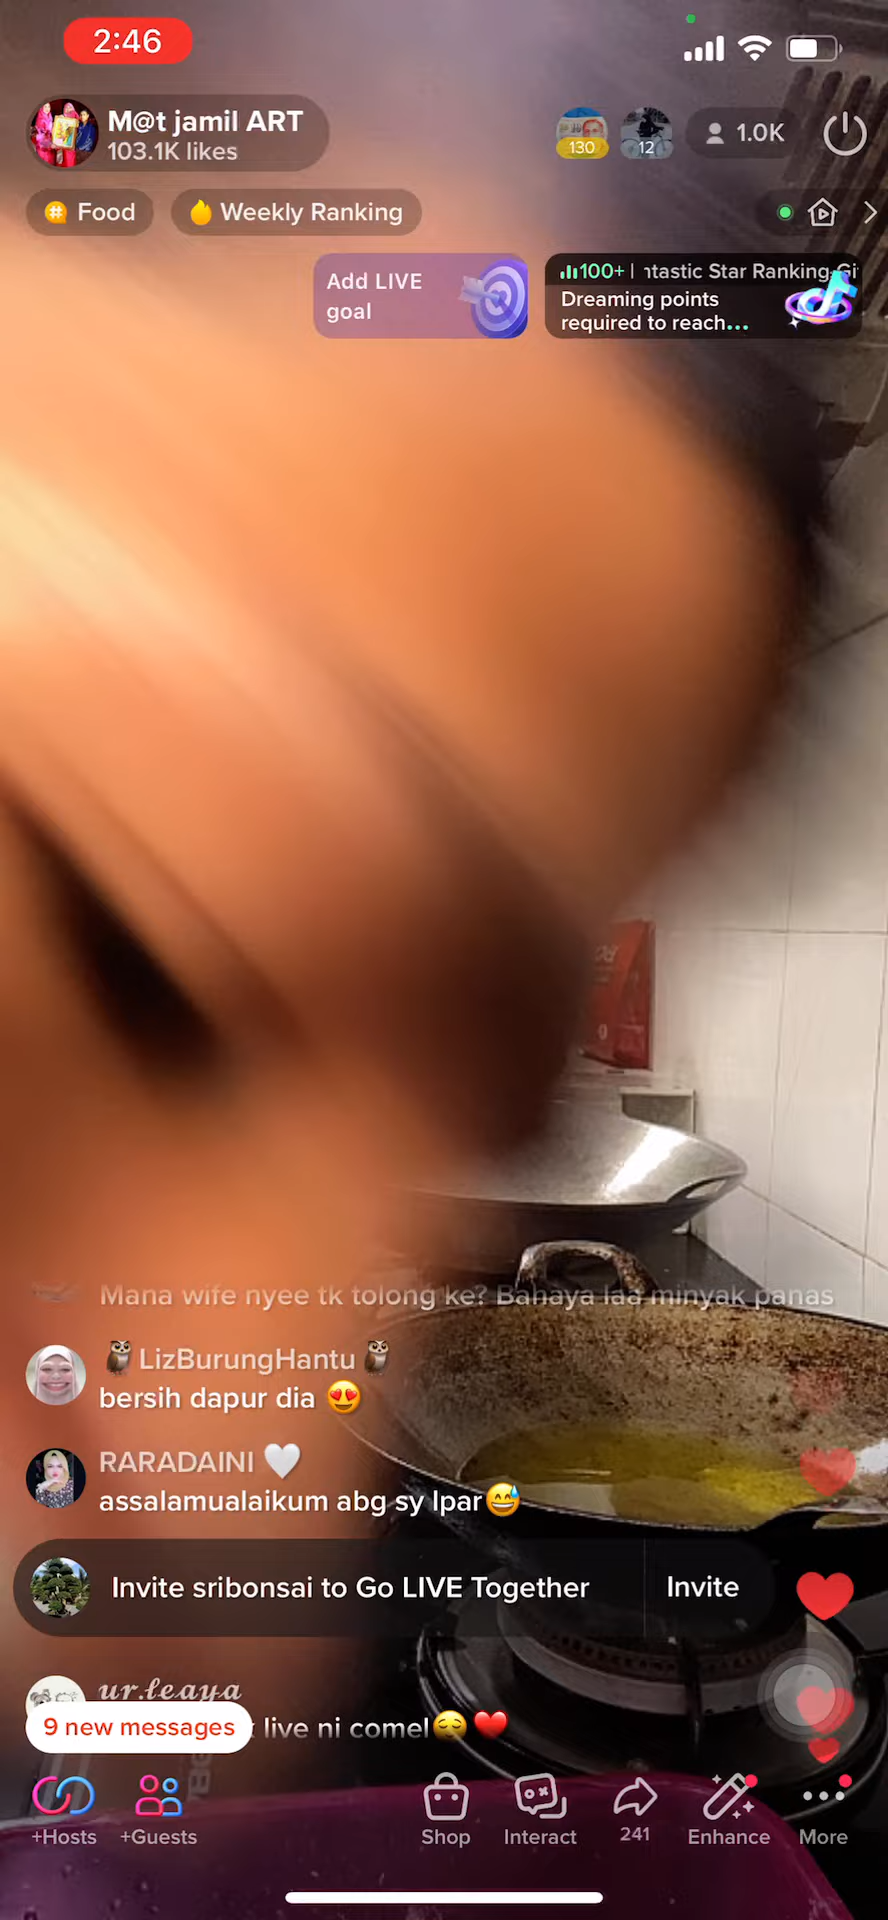 2:46
M@t jamil ART
103.1K likes
130
12
1.0K
Food
Weekly Ranking
Add LIVE
goal
100+ | ntastic Star Ranking Gi
Dreaming points
required to reach...
Mana wife nyee tk tolong ke? Bahaya laa minyak panas
🦉LizBurungHantu🦉
bersih dapur dia 😍
RARADAINI 🤍
assalamualaikum abg sy lpar😅
Invite sribonsai to Go LIVE Together
Invite
ur.leaya
9 new messages
live ni comel😌❤️
+Hosts
+Guests
Shop
Interact
241
Enhance
More